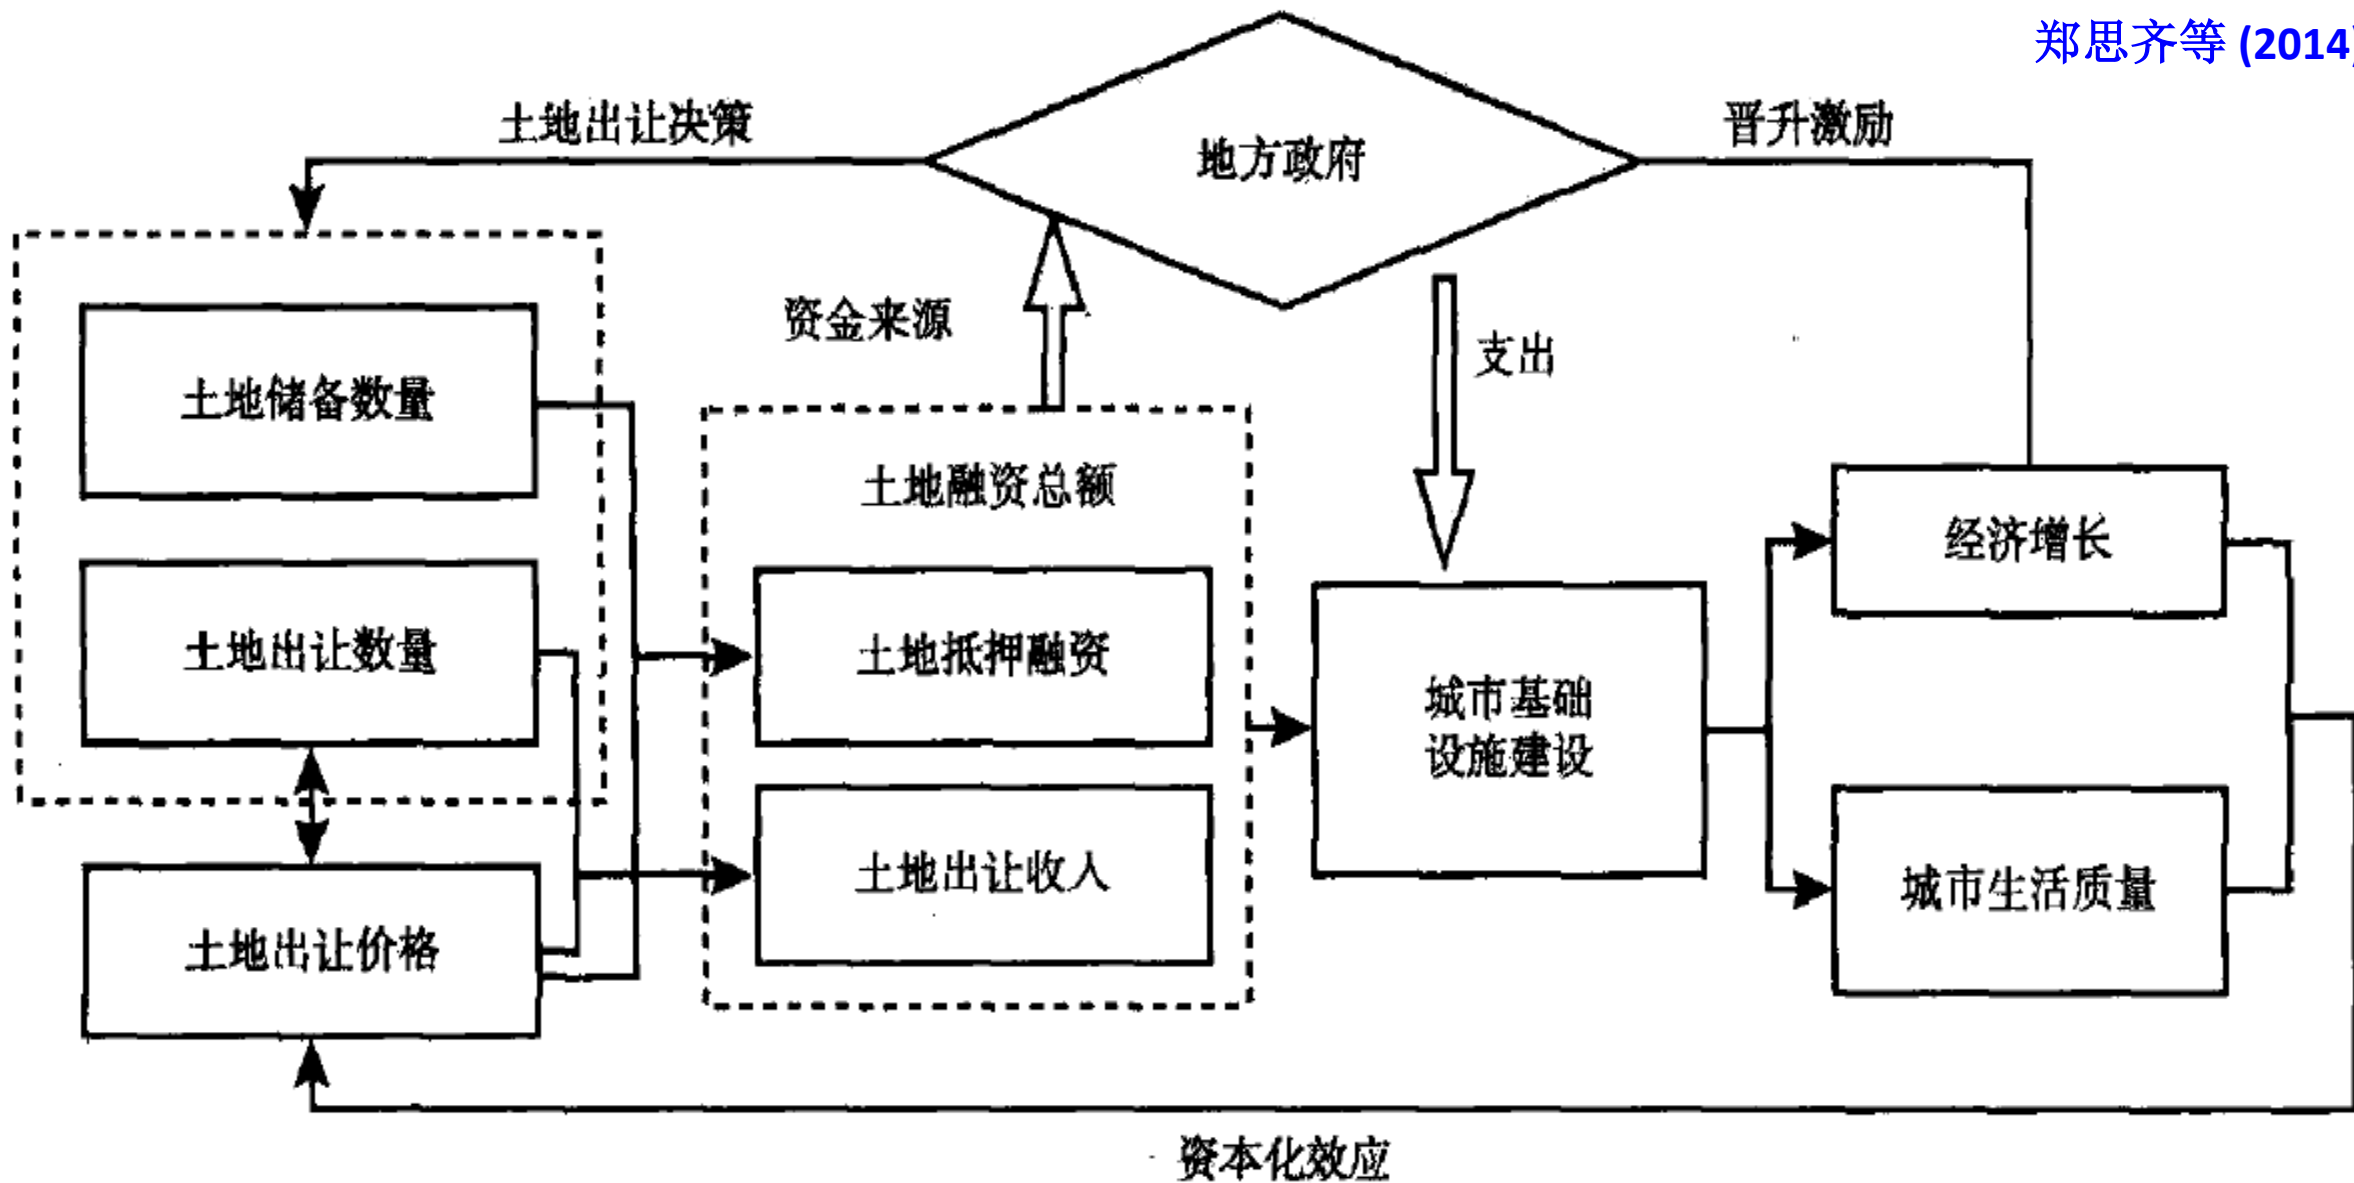 郑思齐等 (2014)
土地出让决策
地方政府
晋升激励
资金来源
支出
土地储备数量
土地融资总额
经济增长
土地出让数量
土地抵押融资
城市基础
设施建设
土地出让收入
城市生活质量
土地出让价格
资本化效应